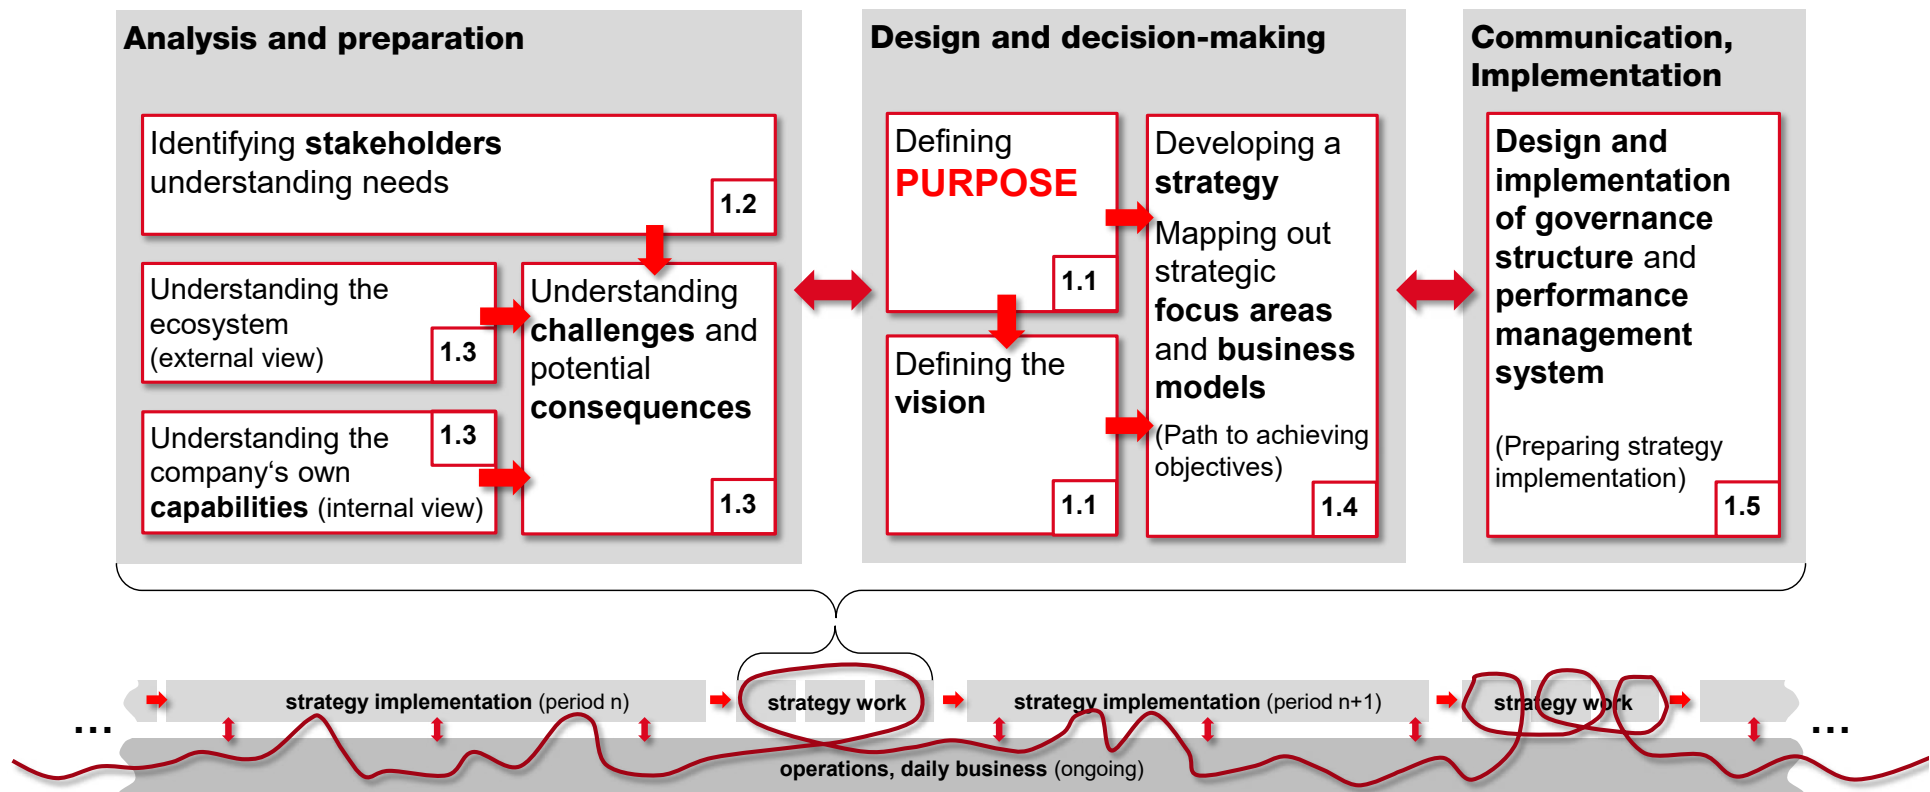 Analysis and preparation
Identifying stakeholders
understanding needs
1.2
Understanding the
ecosystem
(external view)
1.3
Understanding the
company‘s own
capabilities (internal view)
1.3
Understanding
challenges and
potential
consequences
1.3
Design and decision-making
Defining
PURPOSE
1.1
Defining the
vision
1.1
Developing a
strategy
Mapping out
strategic
focus areas
and business
models
(Path to achieving
objectives)
1.4
Communication,
Implementation
Design and
implementation
of governance
structure and
performance
management
system
(Preparing strategy
implementation)
1.5
...
strategy implementation (period n)
strategy work
strategy implementation (period n+1)
strategy work
...
operations, daily business (ongoing)